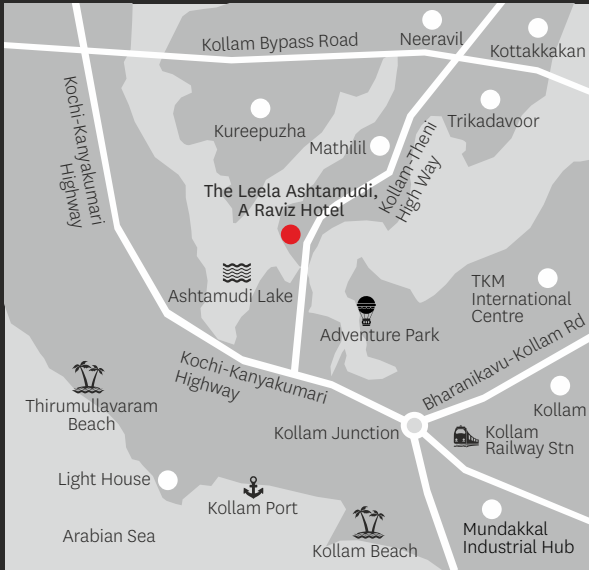 Kollam Bypass Road
Neeravil
Kottakkakan
Kochi-Kanyakumari
Highway
Kureepuzha
Mathilil
Trikadavoor
Kollam-Theni
High Way
The Leela Ashtamudi,
A Raviz Hotel
Ashtamudi Lake
Adventure Park
TKM
International
Centre
Kochi-Kanyakumari
Highway
Bharanikavu-Kollam Rd
Thirumullavaram
Beach
Kollam
Kollam Junction
Kollam
Railway Stn
Light House
Kollam Port
Arabian Sea
Kollam Beach
Mundakkal
Industrial Hub